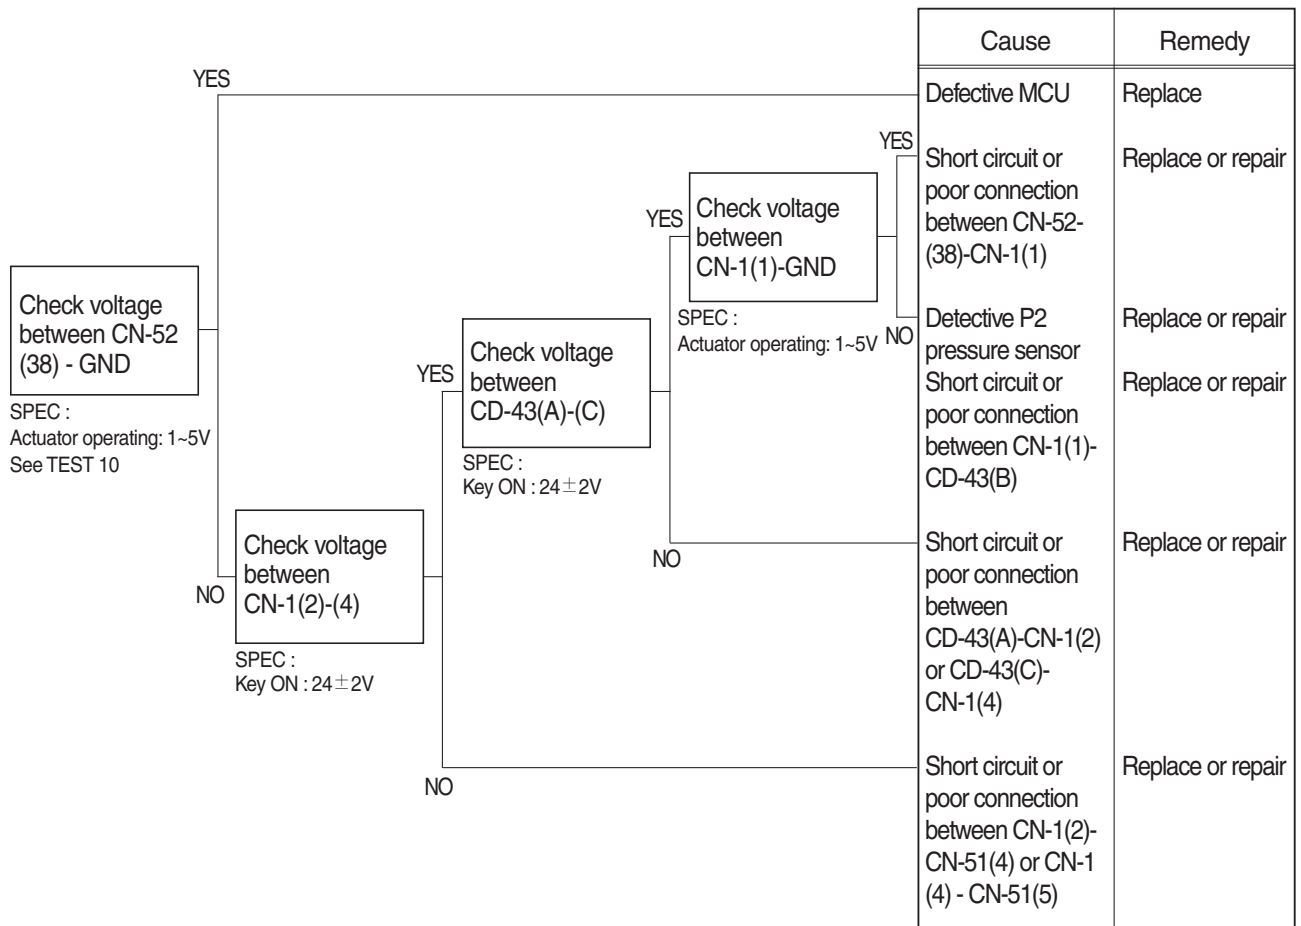 Cause
Remedy
YES
Defective MCU
Replace
YES
Short circuit or
poor connection
between CN-52-
(38)-CN-1(1)
Replace or repair
YES
Check voltage
between
CN-1(1)-GND
SPEC :
Actuator operating: 1~5V
NO
Detective P2
pressure sensor
Replace or repair
Short circuit or
poor connection
between CN-1(1)-
CD-43(B)
Replace or repair
Check voltage
between CN-52
(38) - GND
SPEC :
Actuator operating: 1~5V
See TEST 10
YES
Check voltage
between
CD-43(A)-(C)
SPEC :
Key ON : 24±2V
NO
Short circuit or
poor connection
between
CD-43(A)-CN-1(2)
or CD-43(C)-
CN-1(4)
Replace or repair
NO
Check voltage
between
CN-1(2)-(4)
SPEC :
Key ON : 24±2V
NO
Short circuit or
poor connection
between CN-1(2)-
CN-51(4) or CN-1
(4) - CN-51(5)
Replace or repair